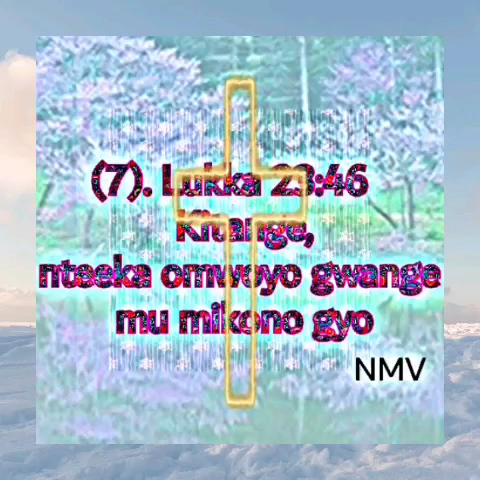 (7). Lukka 23:46
Kitange,
nteeka omwoyo gwange
mu mikono gyo
NMV